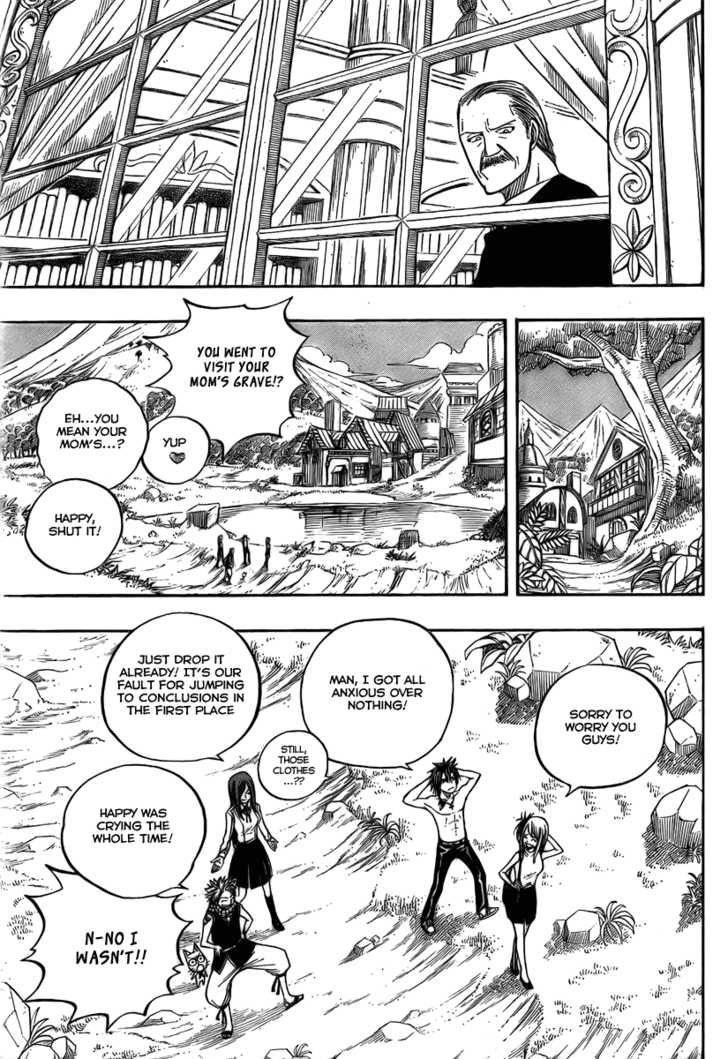 YOU WENT TO
VISIT YOUR
MOM'S GRAVE!?
YUP
EH...YOU
MEAN YOUR
MOM'S...?
HAPPY,
SHUT IT!
SORRY TO
WORRY YOU
GUYS!
MAN, I GOT ALL
ANXIOUS OVER
NOTHING!
STILL,
THOSE
CLOTHES
...??
JUST DROP IT
ALREADY! IT'S OUR
FAULT FOR JUMPING
TO CONCLUSIONS IN
THE FIRST PLACE
HAPPY WAS
CRYING THE
WHOLE TIME!
N-NO I
WASN'T!!